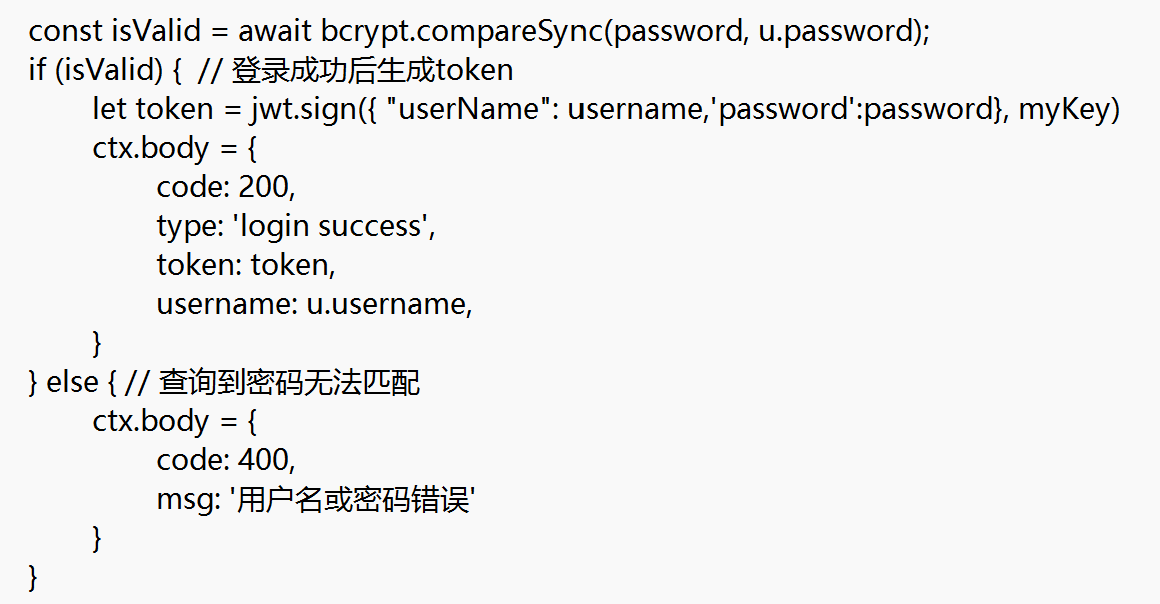 const isValid = await bcrypt.compareSync(password, u.password);
if (isValid) {  // 登录成功后生成token
        let token = jwt.sign({ "userName": username,'password':password}, myKey)
        ctx.body = {
                code: 200,
                type: 'login success',
                token: token,
                username: u.username,
        }
} else { // 查询到密码无法匹配
        ctx.body = {
                code: 400,
                msg: '用户名或密码错误'
        }
}